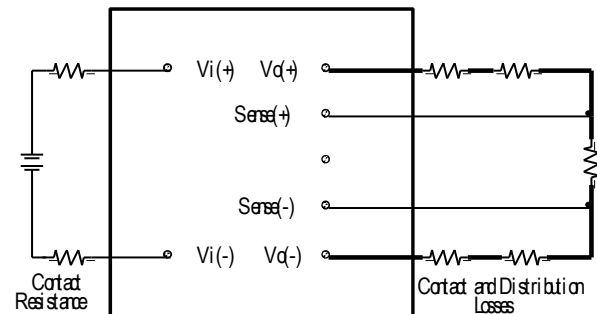 Vi(+) Vo(+)
Sense(+)
Sense(-)
Vi(-) Vo(-)
Contact
Resistance
Contact and Distribution
Losses